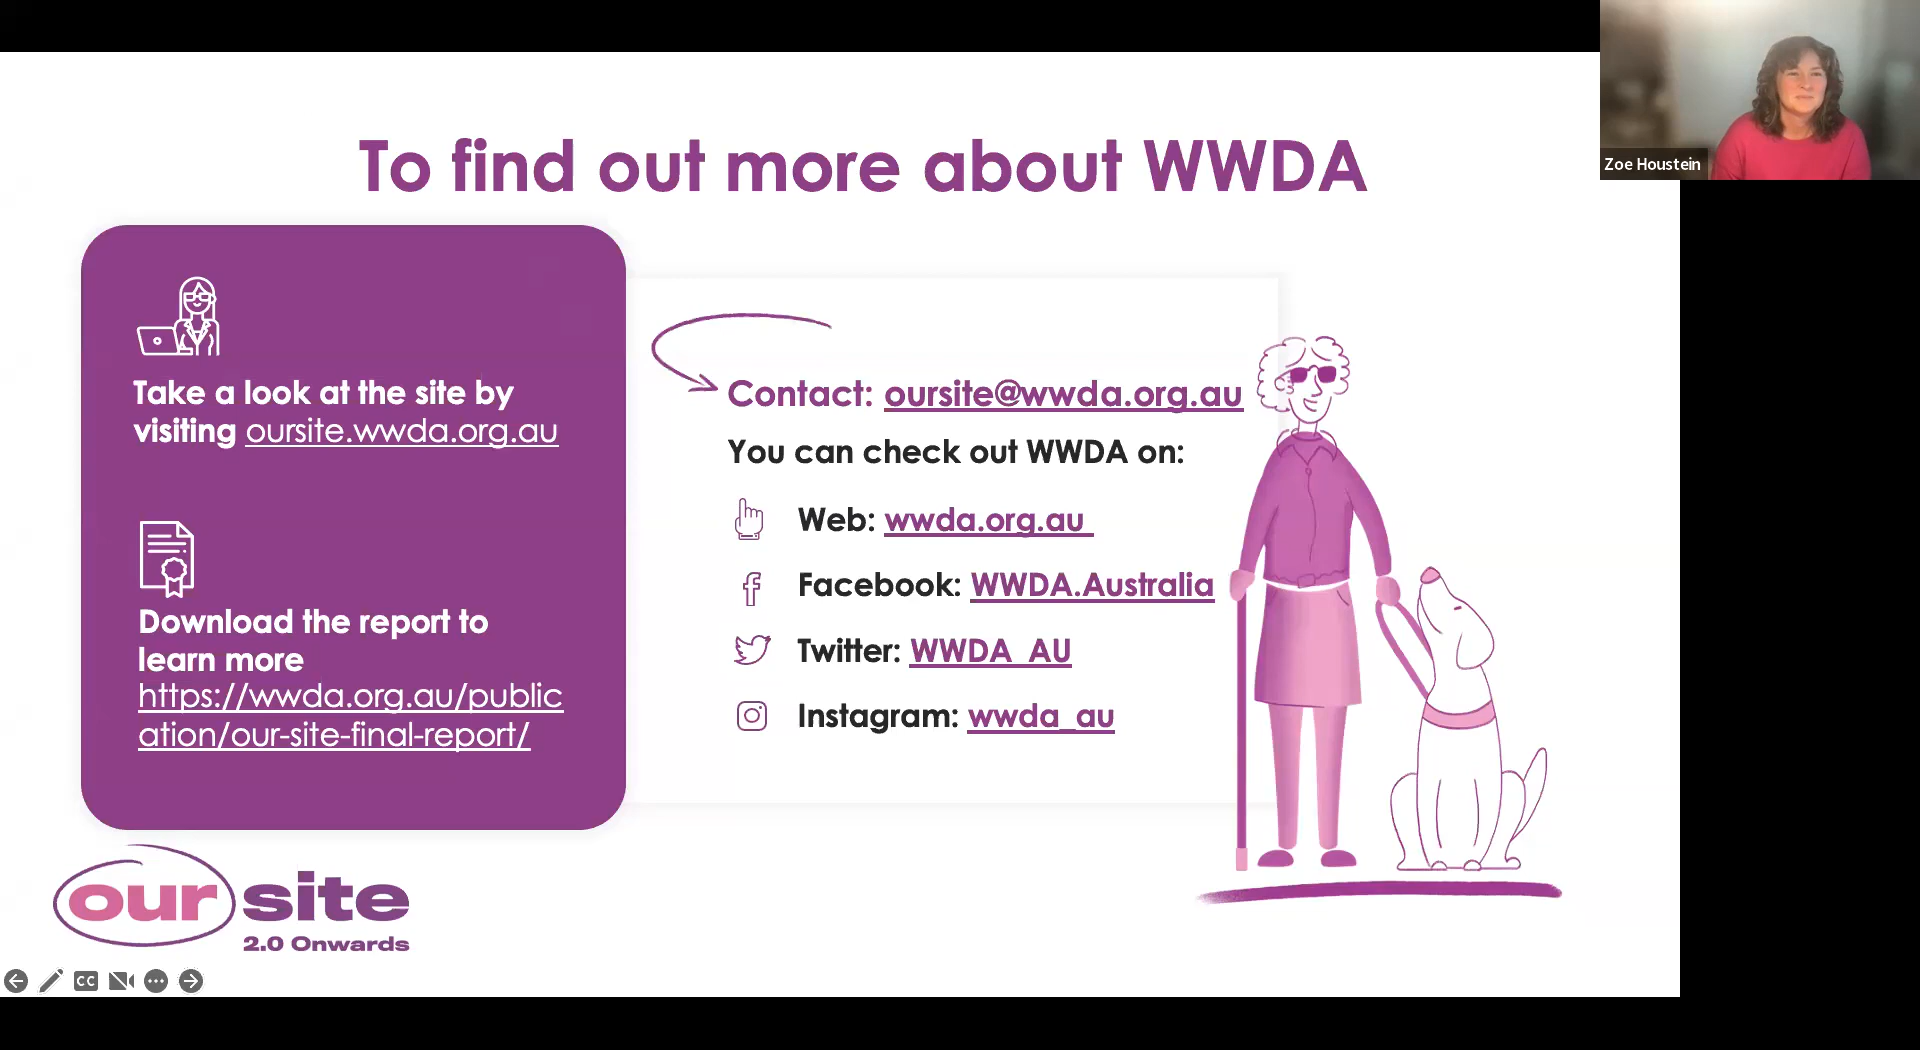 To find out more about WWDA
Zoe Houstein
Take a look at the site by
visiting oursite.wwda.org.au
Download the report to
learn more
https://wwda.org.au/public
ation/our-site-final-report/
Contact: oursite@wwda.org.au
You can check out WWDA on:
Web: wwda.org.au
Facebook: WWDA.Australia
Twitter: WWDA_AU
Instagram: wwda_au
our site
2.0 Onwards
CC